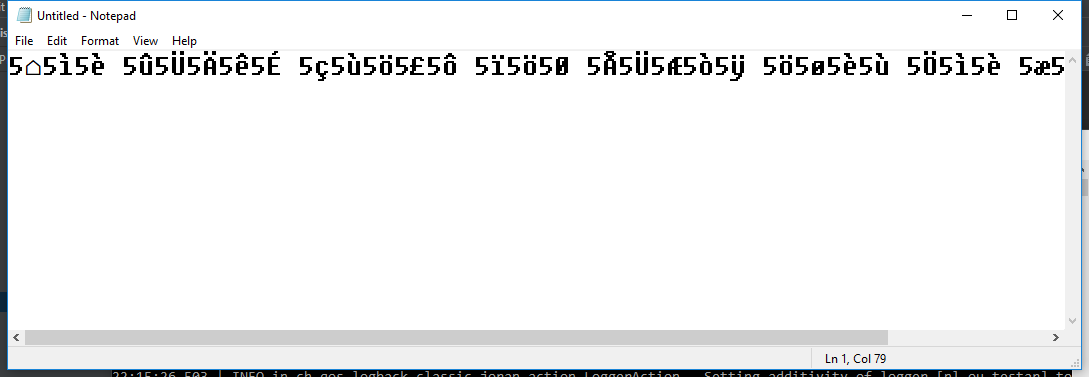 Untitled - Notepad
File Edit Format View Help
5⌂5ì5è 5û5Ü5Ä5ê5É 5ç5ù5ö5£5ô 5ï5ö5Ø 5Å5Ü5Æ5ò5ÿ 5ö5ø5è5ù 5Ö5ì5è 5æ5
Ln 1, Col 79
22:15:26,503 | INFO in ch.qos.logback.classic.joran.action.LoggerAction - Setting additivity of logger [nl.ou.testar] to